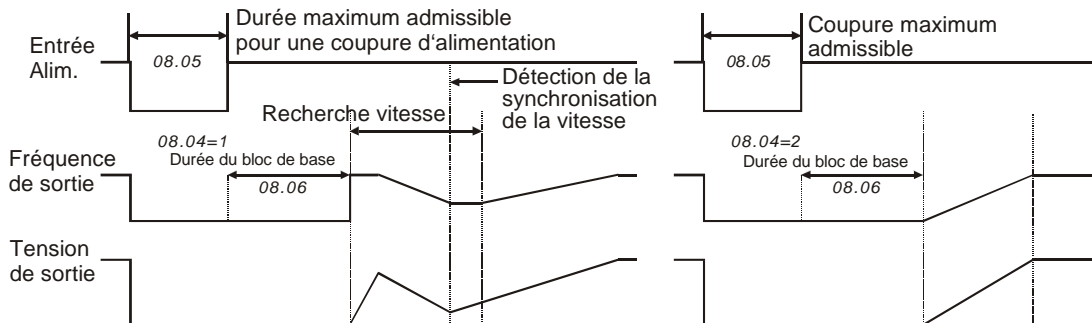 Entrée
Alim.
08.05
Durée maximum admissible
pour une coupure d'alimentation
Détection de la
synchronisation
de la vitesse
Recherche vitesse
Fréquence
de sortie
08.04=1
Durée du bloc de base
08.06
Tension
de sortie
Coupure maximum
admissible
08.05
08.04=2
Durée du bloc de base
08.06